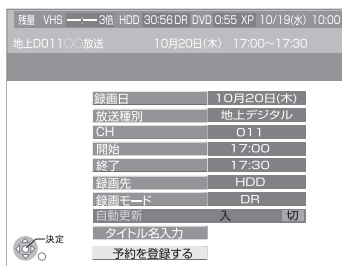 残量 VHS ―:― 3倍 HDD 30:56 DR DVD 0:55 XP 10/19(水) 10:00
地上D011○○放送 10月20日(木) 17:00~17:30
録画日 10月20日(木)
放送種別 地上デジタル
CH 011
開始 17:00
終了 17:30
録画先 HDD
録画モード DR
自動更新 入 切
タイトル名入力
決定
予約を登録する